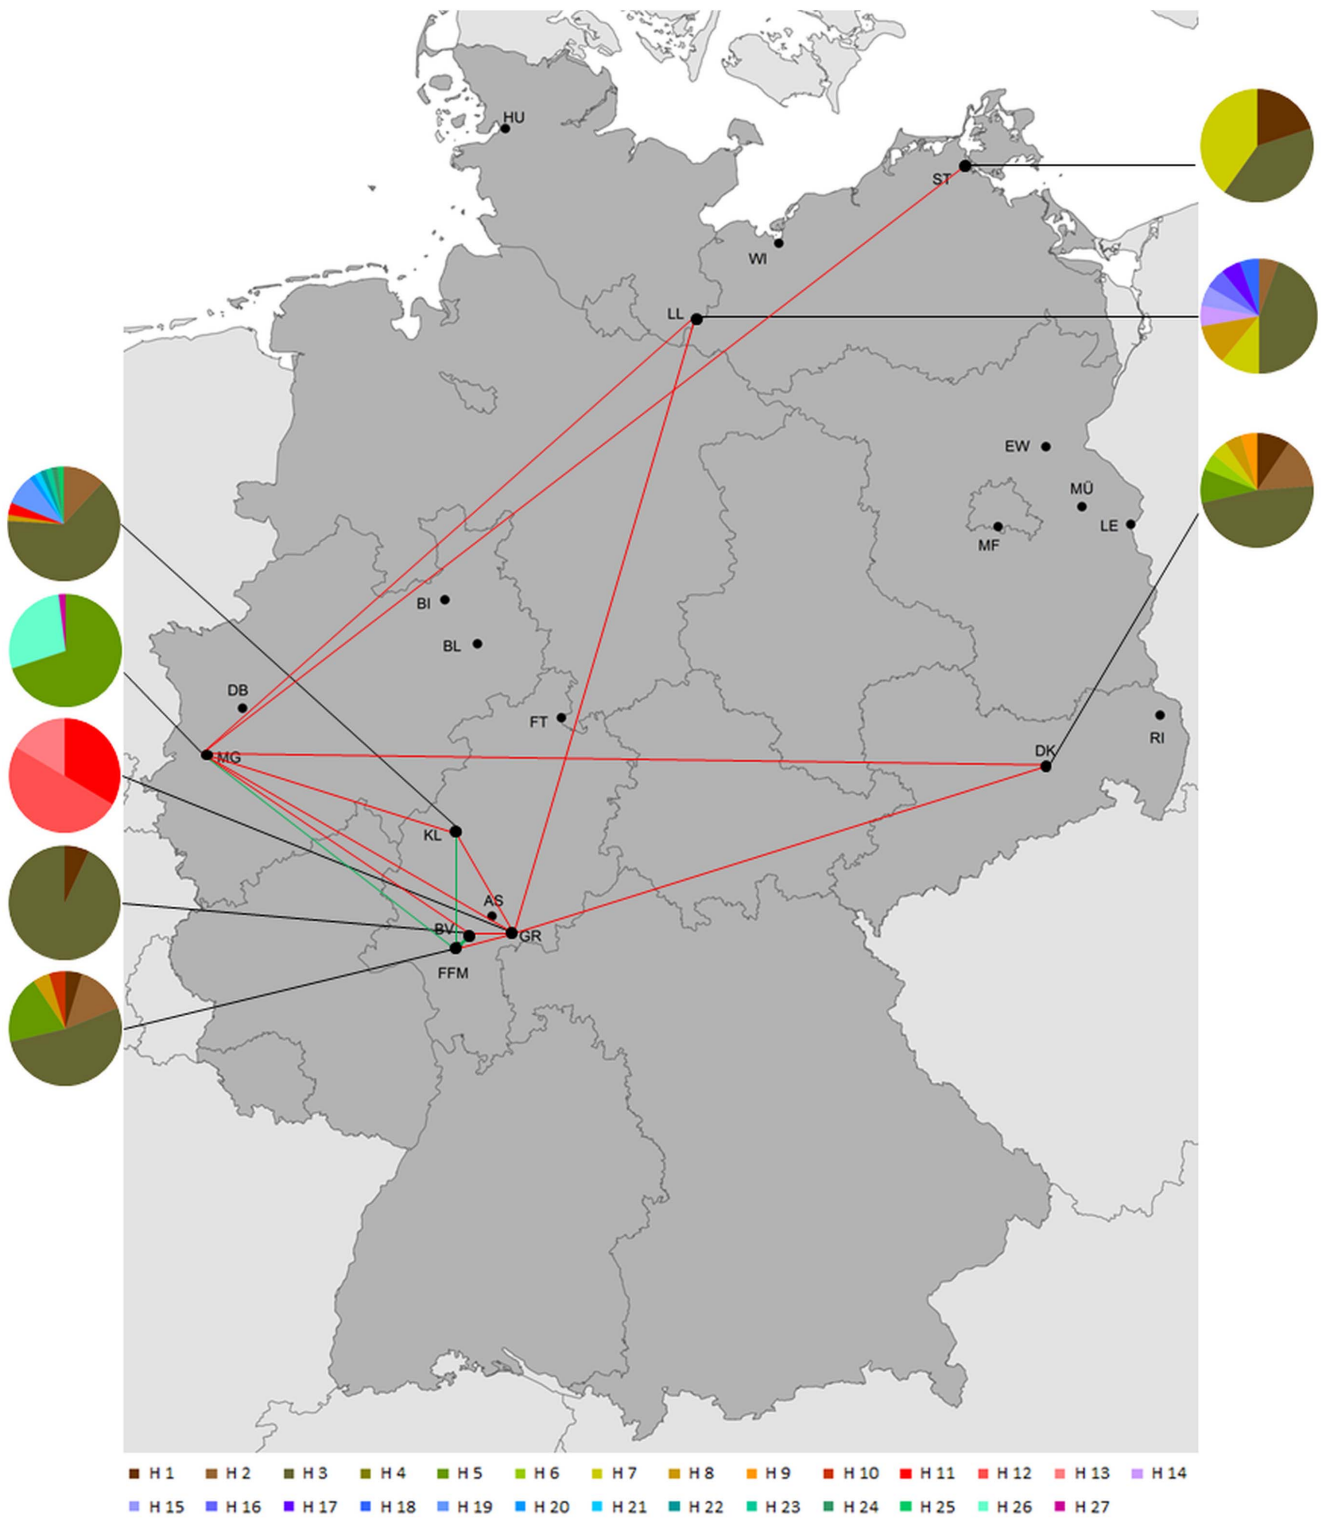 HU
ST
WI
LL
EW
MÜ
LE
MF
BI
BL
DB
FT
RI
MG
DK
KL
AS
BV
GR
FFM
H 1 H 2 H 3 H 4 H 5 H 6 H 7 H 8 H 9 H 10 H 11 H 12 H 13 H 14
H 15 H 16 H 17 H 18 H 19 H 20 H 21 H 22 H 23 H 24 H 25 H 26 H 27